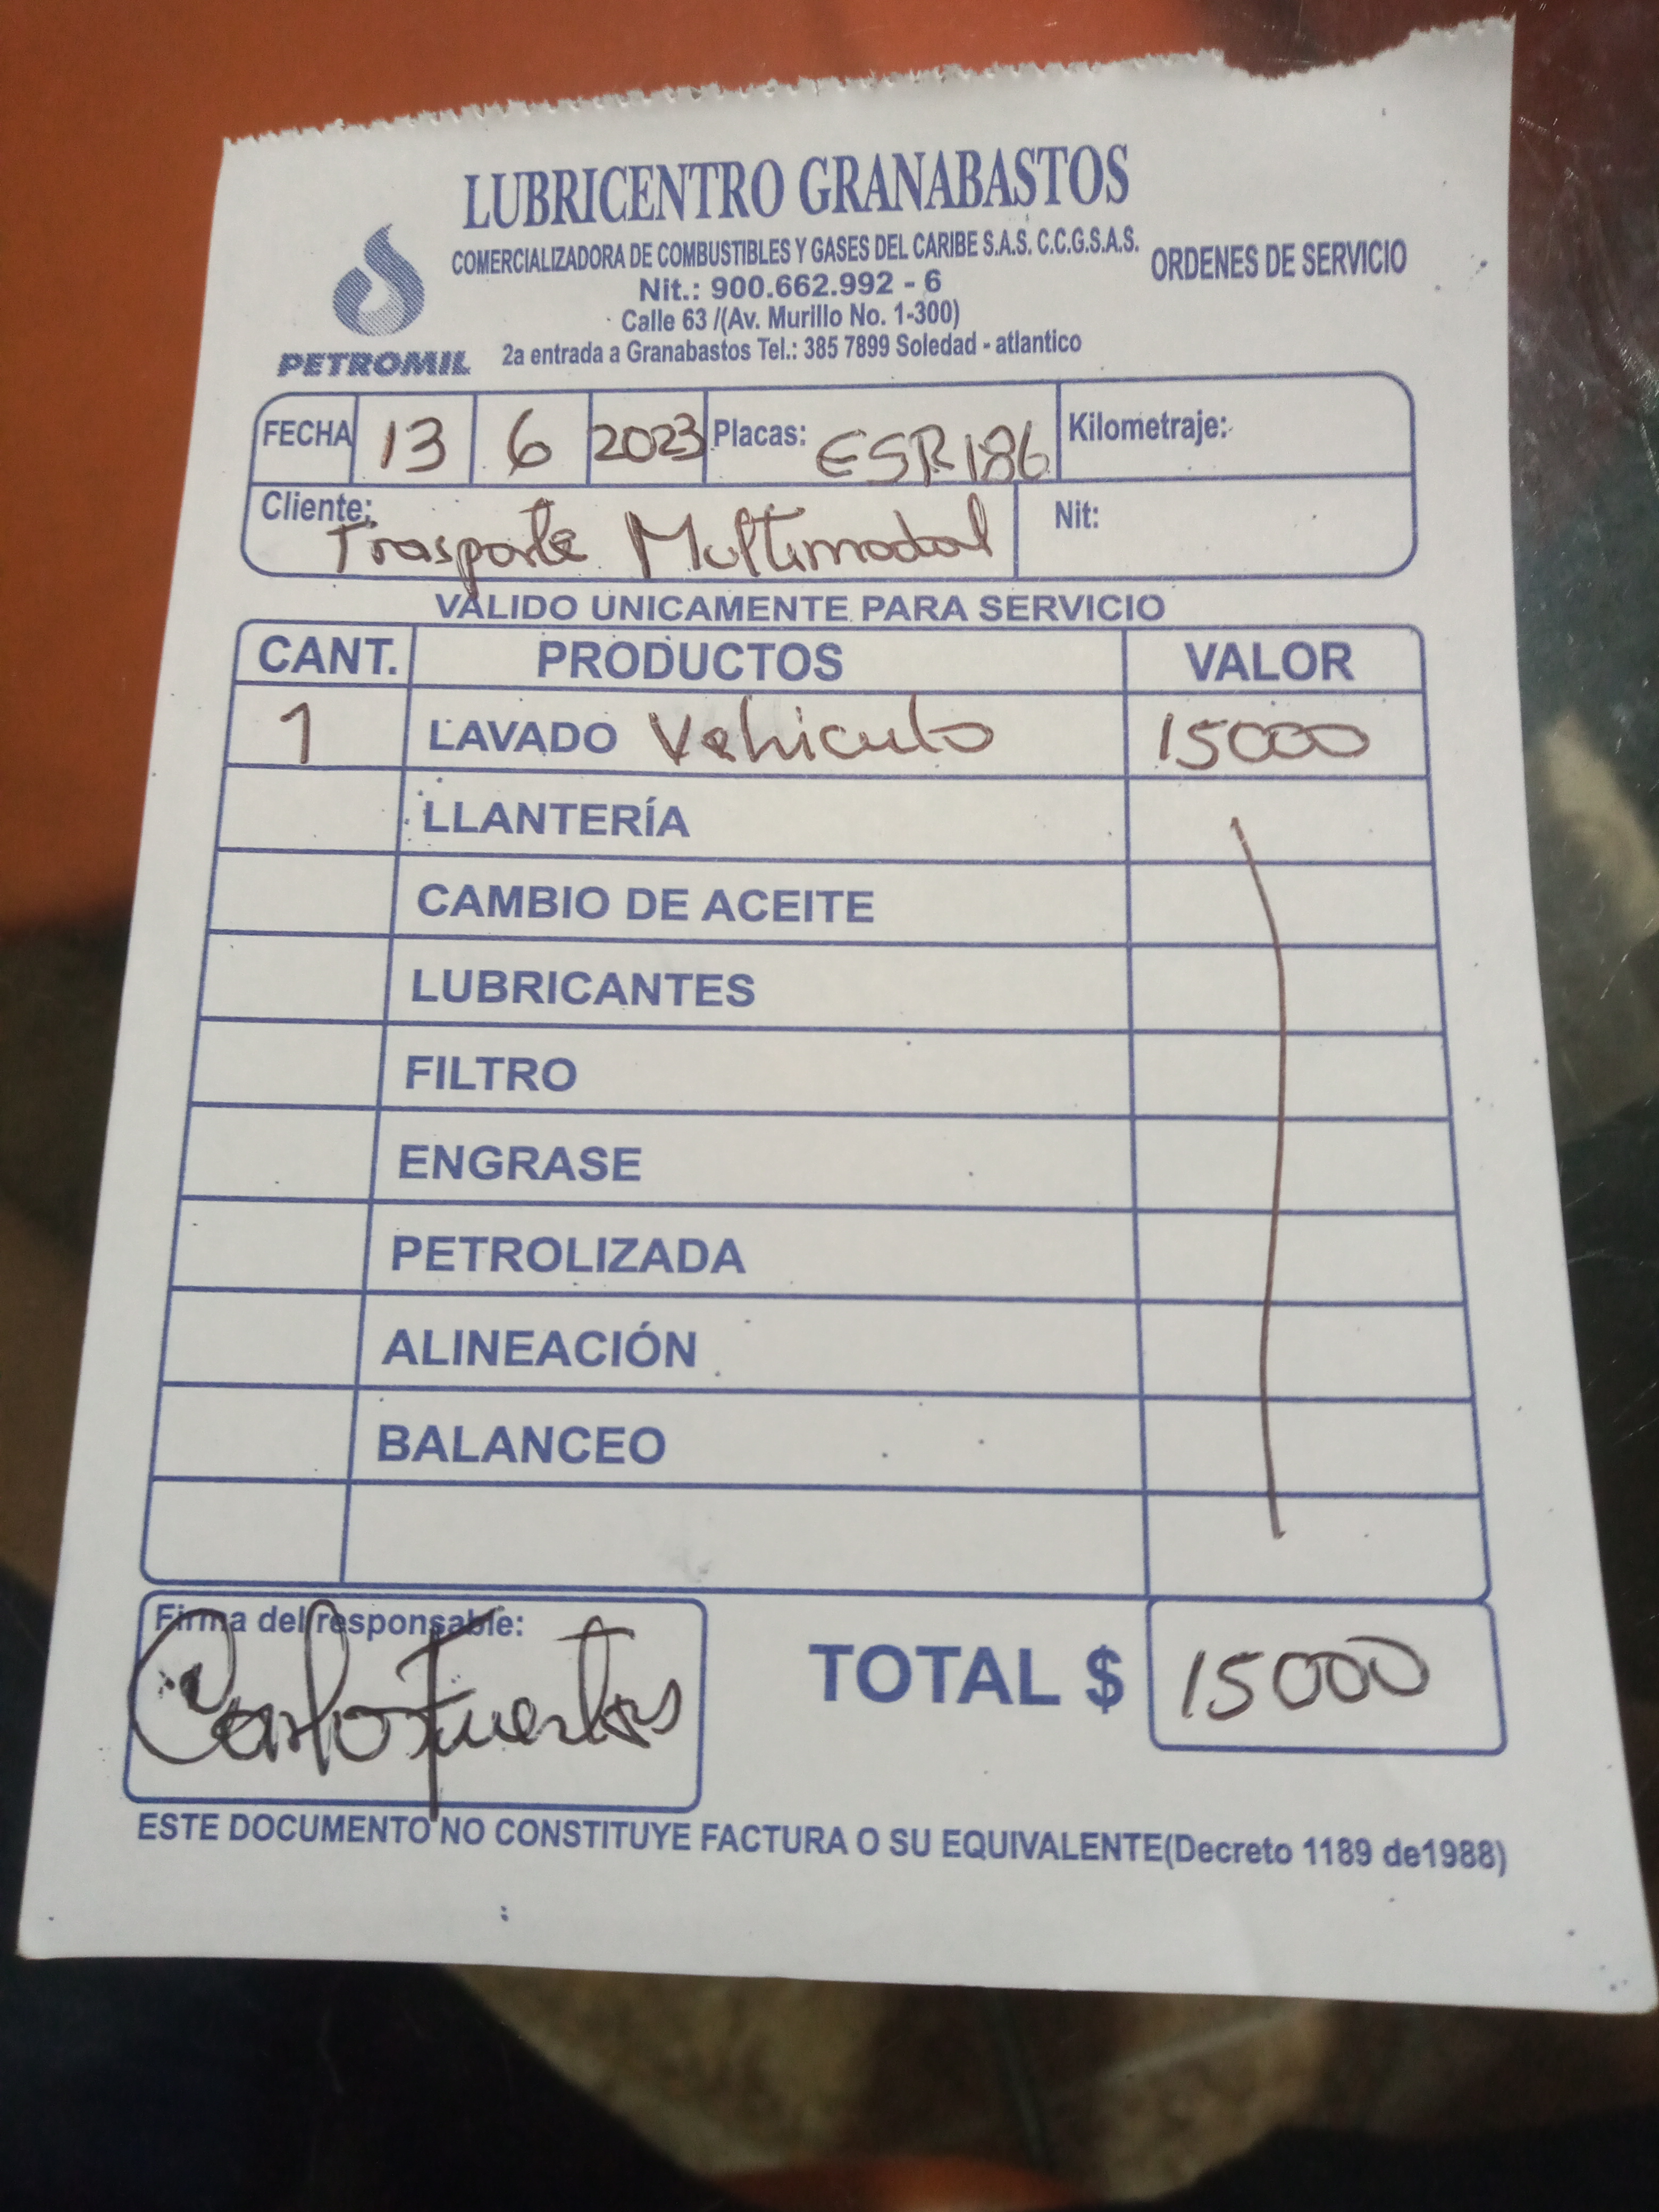 LUBRICENTRO GRANABASTOS
COMERCIALIZADORA DE COMBUSTIBLES Y GASES DEL CARIBE S.A.S. C.C.G.S.A.S.
ORDENES DE SERVICIO
Nit.: 900.662.992 - 6
Calle 63 /(Av. Murillo No. 1-300)
PETROMIL
2a entrada a Granabastos Tel.: 385 7899 Soledad - atlantico
FECHA 13 6 2023 Placas: ESR186 Kilometraje:
Cliente: Trasporte Multimodal Nit:
VALIDO UNICAMENTE PARA SERVICIO
CANT. PRODUCTOS VALOR
1 LAVADO Vehiculo 15000
LLANTERÍA
CAMBIO DE ACEITE
LUBRICANTES
FILTRO
ENGRASE
PETROLIZADA
ALINEACIÓN
BALANCEO
Firma del responsable:
Carlos Fuertes
TOTAL $ 15000
ESTE DOCUMENTO NO CONSTITUYE FACTURA O SU EQUIVALENTE(Decreto 1189 de1988)